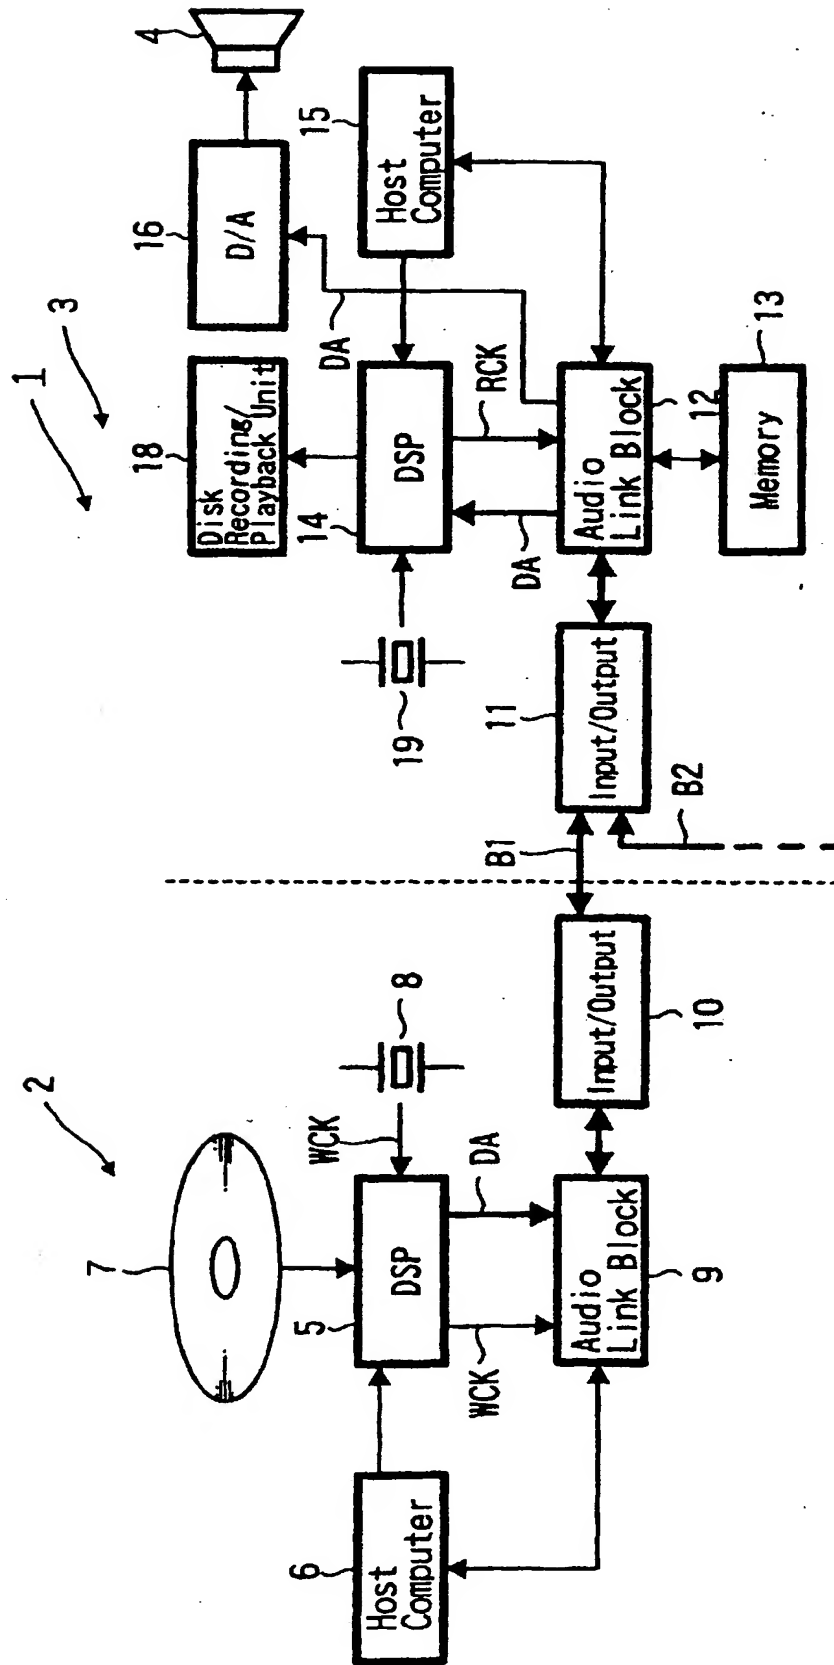 1
2
3
7
5
DSP
6
Host
Computer
WCK
8
WCK
DA
Audio
Link Block
9
Input/Output
10
B1
B2
Input/Output
11
19
18
Disk
Recording/
Playback Unit
16
D/A
4
14
DSP
DA
15
Host
Computer
DA
RCK
Audio
Link Block
12
Memory
13